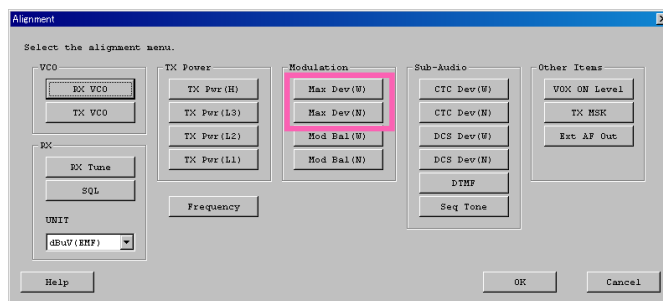 Alignment
Select the alignment menu.
VCO
RX VCO
TX VCO
RX
RX Tune
SQL
UNIT
dBuV(EMF)
TX Power
TX Pwr(H)
TX Pwr(L3)
TX Pwr(L2)
TX Pwr(L1)
Frequency
Modulation
Max Dev(W)
Max Dev(N)
Mod Bal(W)
Mod Bal(N)
Sub-Audio
CTC Dev(W)
CTC Dev(N)
DCS Dev(W)
DCS Dev(N)
DTMF
Seq Tone
Other Items
VOX ON Level
TX MSK
Ext AF Out
Help
OK
Cancel